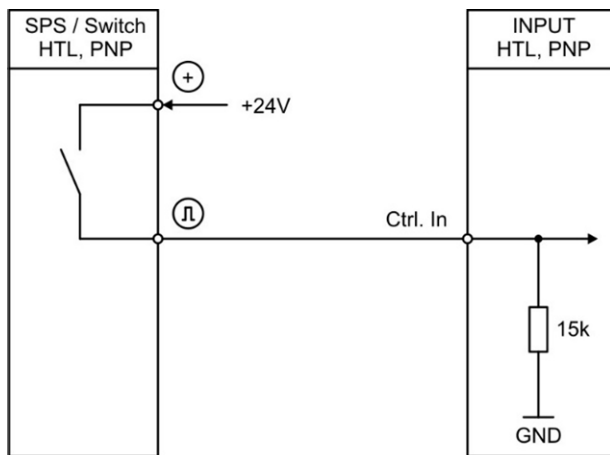 SPS / Switch
HTL, PNP
INPUT
HTL, PNP
+
+24V
Ctrl. In
15k
GND